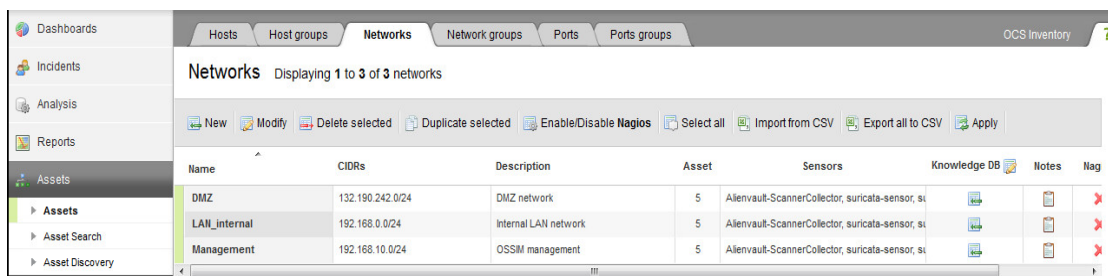 Dashboards
Incidents
Analysis
Reports
Assets
Assets
Asset Search
Asset Discovery
Hosts Host groups Networks Network groups Ports Ports groups OCS Inventory ?
Networks Displaying 1 to 3 of 3 networks
New Modify Delete selected Duplicate selected Enable/Disable Nagios Select all Import from CSV Export all to CSV Apply
Name CIDRs Description Asset Sensors Knowledge DB Notes Nag
DMZ 132.190.242.0/24 DMZ network 5 Alienvault-ScannerCollector, suricata-sensor, su
LAN_internal 192.168.0.0/24 Internal LAN network 5 Alienvault-ScannerCollector, suricata-sensor, su
Management 192.168.10.0/24 OSSIM management 5 Alienvault-ScannerCollector, suricata-sensor, su